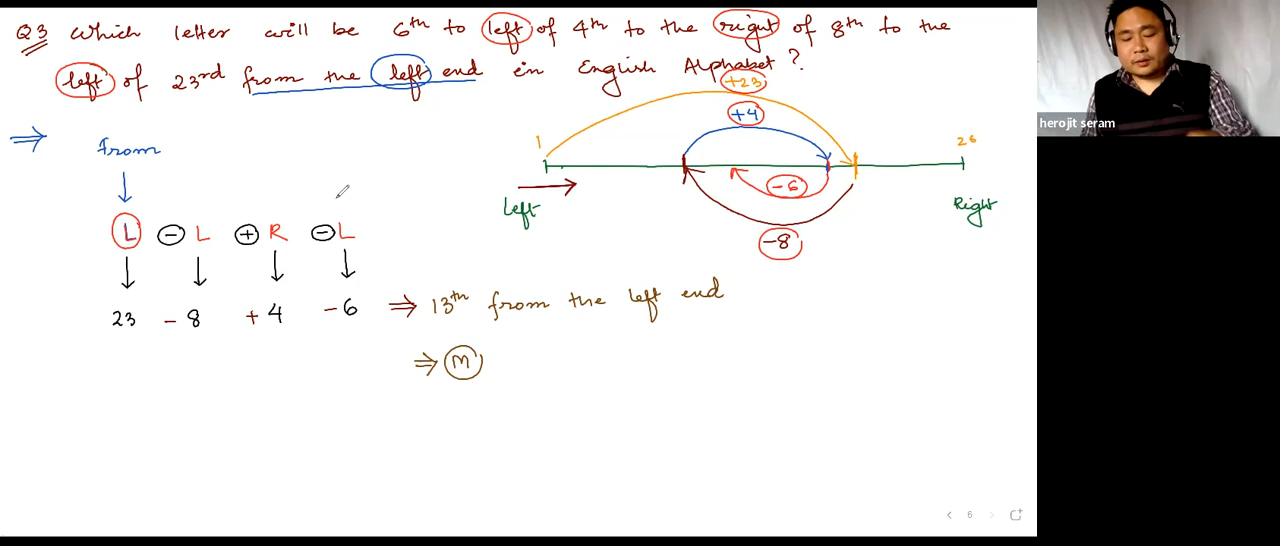 Q3 Which letter will be 6th to left of 4th to the right of 8th to the
left of 23rd from the left end in English Alphabet?
+23
+4
herojit seram
⇒ from
1
26
-6
Left
Right
L - L + R - L
-8
23 - 8 + 4 - 6 ⇒ 13th from the left end
⇒ M
6